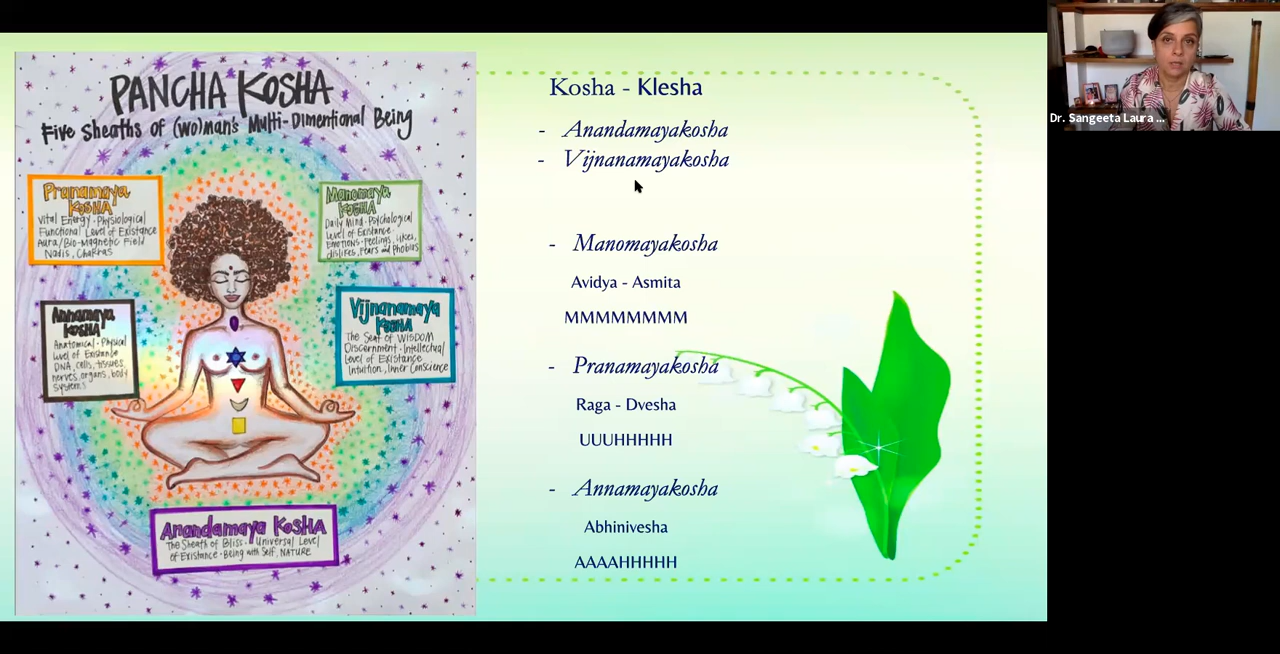 PANCHA KOSHA
Five Sheaths of (wo)man's Multi-Dimentional Being
Pranamaya
KOSHA
Vital Energy · Physiological
Functional Level of Existance
Aura/Bio-Magnetic Field
Nadis, Chakras
Manomaya
KOSHA
Daily Mind · Psychological
Level of Existance
Emotions · Feelings, likes,
dislikes, Fears and Phobias
Annamaya
KOSHA
Anatomical · Physical
Level of Existance
DNA, cells, tissues,
nerves, organs, body
systems
Vijnanamaya
KOSHA
The Seat of WISDOM
Discernment · Intellectual
Level of Existance
Intuition, Inner Conscience
Anandamaya KOSHA
The Sheath of Bliss · Universal Level
of Existance · Being with Self, NATURE
Kosha - Klesha
- Anandamayakosha
- Vijnanamayakosha
- Manomayakosha
Avidya - Asmita
MMMMMMMM
- Pranamayakosha
Raga - Dvesha
UUUHHHHH
- Annamayakosha
Abhinivesha
AAAAHHHHH
Dr. Sangeeta Laura ...